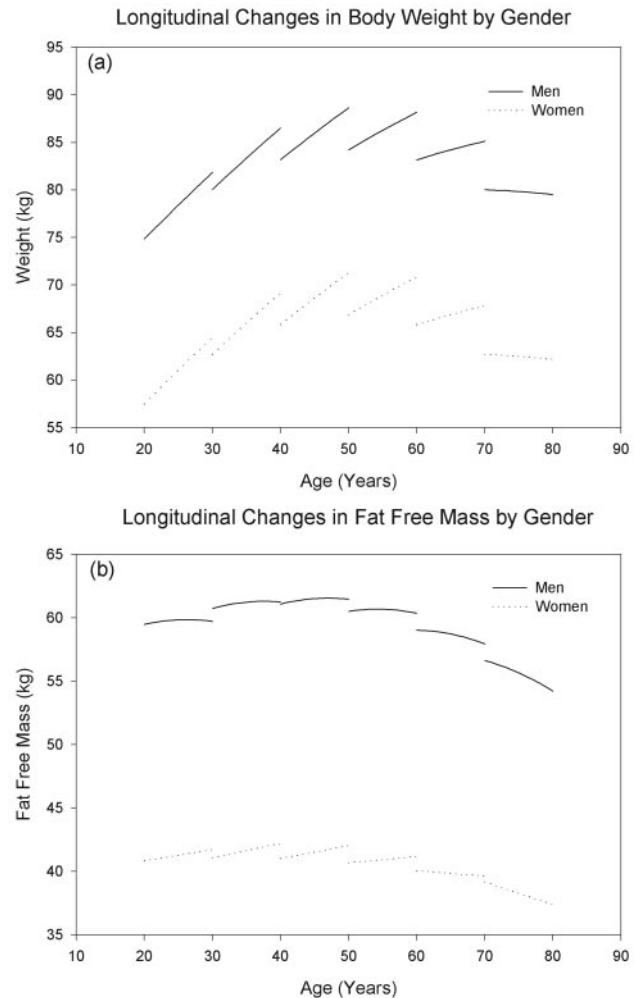 Longitudinal Changes in Body Weight by Gender
95
90
85
80
75
70
65
60
55
Weight (kg)
(a)
Men
Women
10 20 30 40 50 60 70 80 90
Age (Years)
Longitudinal Changes in Fat Free Mass by Gender
65
60
55
50
45
40
35
Fat Free Mass (kg)
(b)
Men
Women
10 20 30 40 50 60 70 80 90
Age (Years)